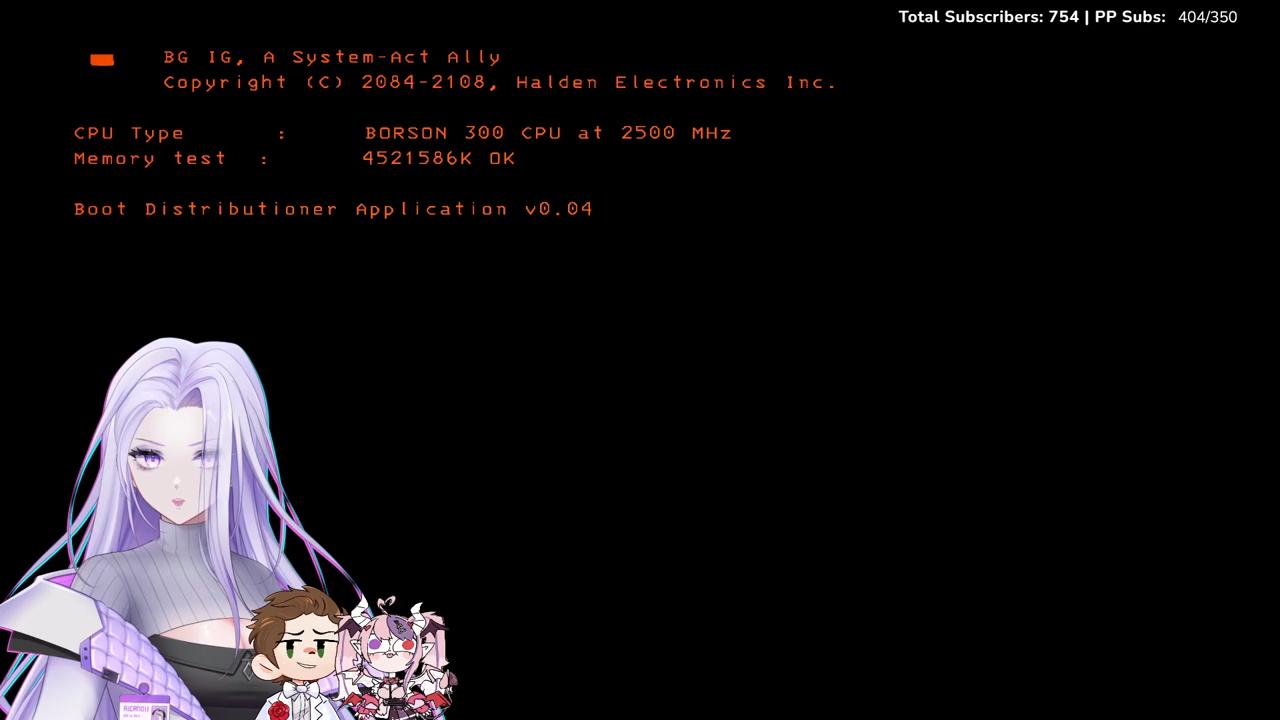 Total Subscribers: 754 | PP Subs: 404/350
BG IG, A System-Act Ally
Copyright (C) 2084-2108, Halden Electronics Inc.
CPU Type : BORSON 300 CPU at 2500 MHz
Memory test : 4521586K OK
Boot Distributioner Application v0.04